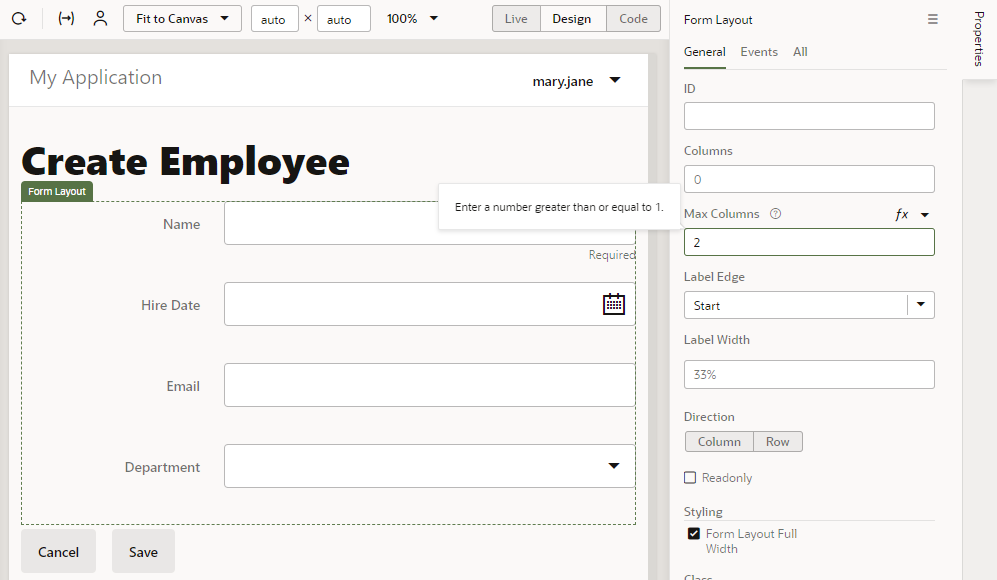 Fit to Canvas auto × auto 100% Live Design Code
My Application
mary.jane
Create Employee
Form Layout
Name
Required
Hire Date
Email
Department
Cancel Save
Enter a number greater than or equal to 1.
Form Layout
General Events All
ID
Columns
0
Max Columns ? fx
2
Label Edge
Start
Label Width
33%
Direction
Column Row
Readonly
Styling
Form Layout Full
Width
Class
Properties